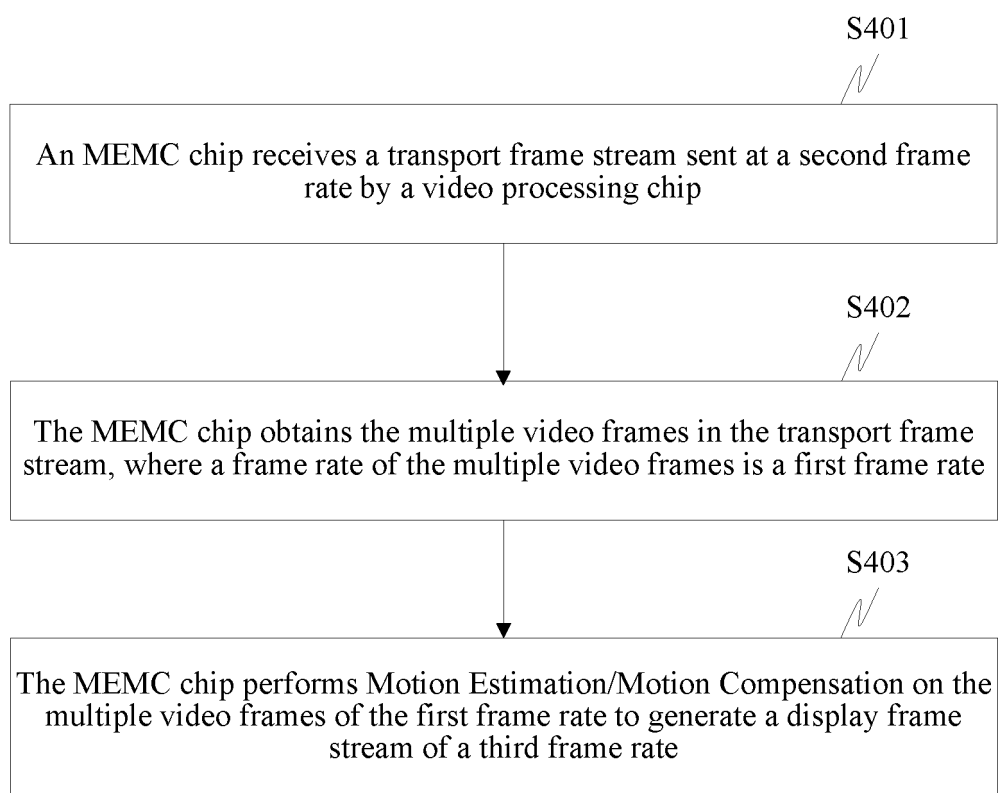 S401
An MEMC chip receives a transport frame stream sent at a second frame
rate by a video processing chip
S402
The MEMC chip obtains the multiple video frames in the transport frame
stream, where a frame rate of the multiple video frames is a first frame rate
S403
The MEMC chip performs Motion Estimation/Motion Compensation on the
multiple video frames of the first frame rate to generate a display frame
stream of a third frame rate